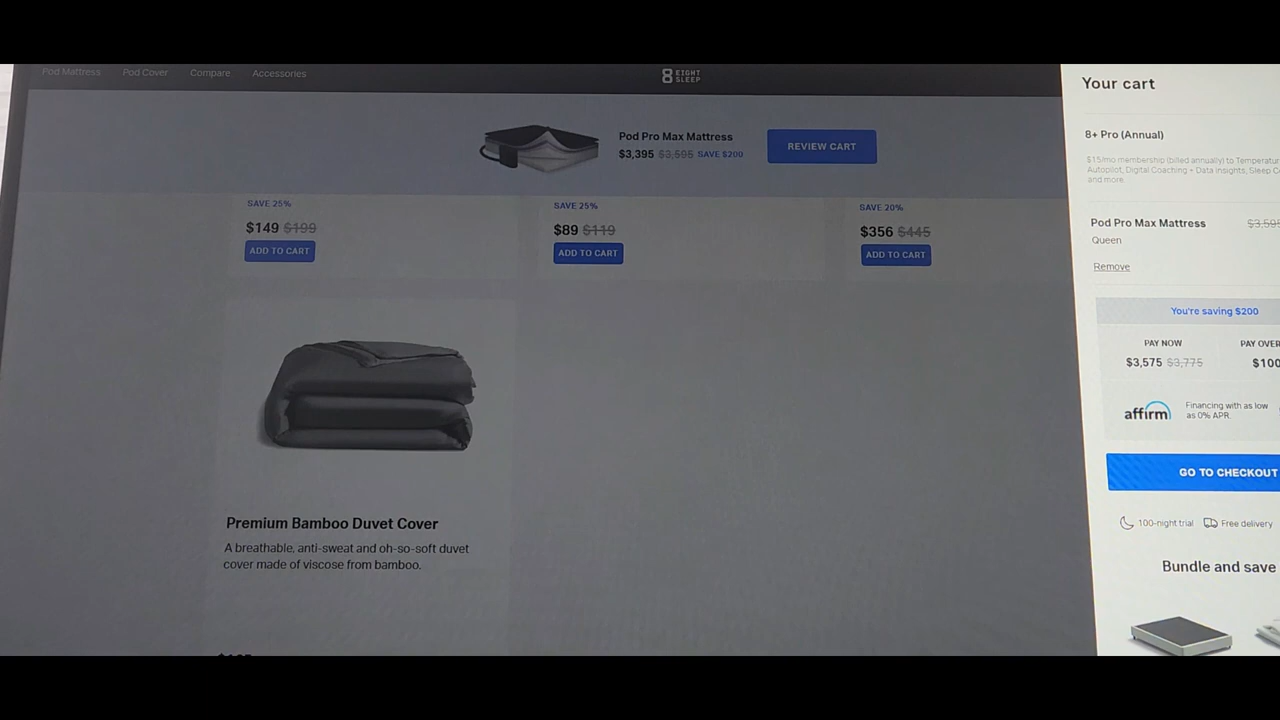 Pod Mattress Pod Cover Compare Accessories
8 EIGHT SLEEP
Your cart
Pod Pro Max Mattress
$3,395 $3,595 SAVE $200
REVIEW CART
8+ Pro (Annual)
$15/mo membership (billed annually) to
Autopilot, Digital Coaching + Data Insights, Sleep
and more.
SAVE 25%
$149 $199
ADD TO CART
SAVE 25%
$89 $119
ADD TO CART
SAVE 20%
$356 $445
ADD TO CART
Pod Pro Max Mattress
Queen
Remove
You're saving $200
PAY NOW
$3,575 $3,775
PAY OVER
$100
affirm
Financing with as low
as 0% APR.
GO TO CHECKOUT
100-night trial
Free delivery
Bundle and save
Premium Bamboo Duvet Cover
A breathable, anti-sweat and oh-so-soft duvet
cover made of viscose from bamboo.